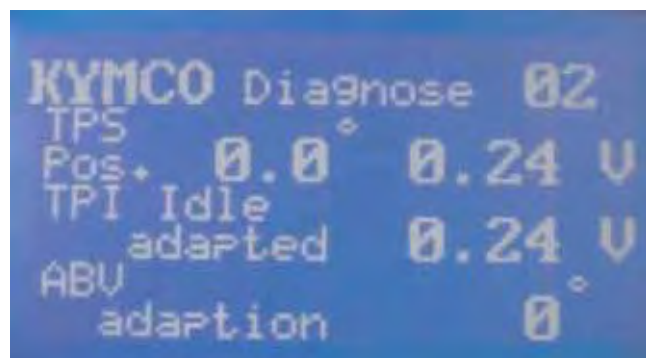 KYMCO Diagnose 02
TPS
Pos. 0.0° 0.24 V
TPI Idle
adapted 0.24 V
ABV
adaption 0°